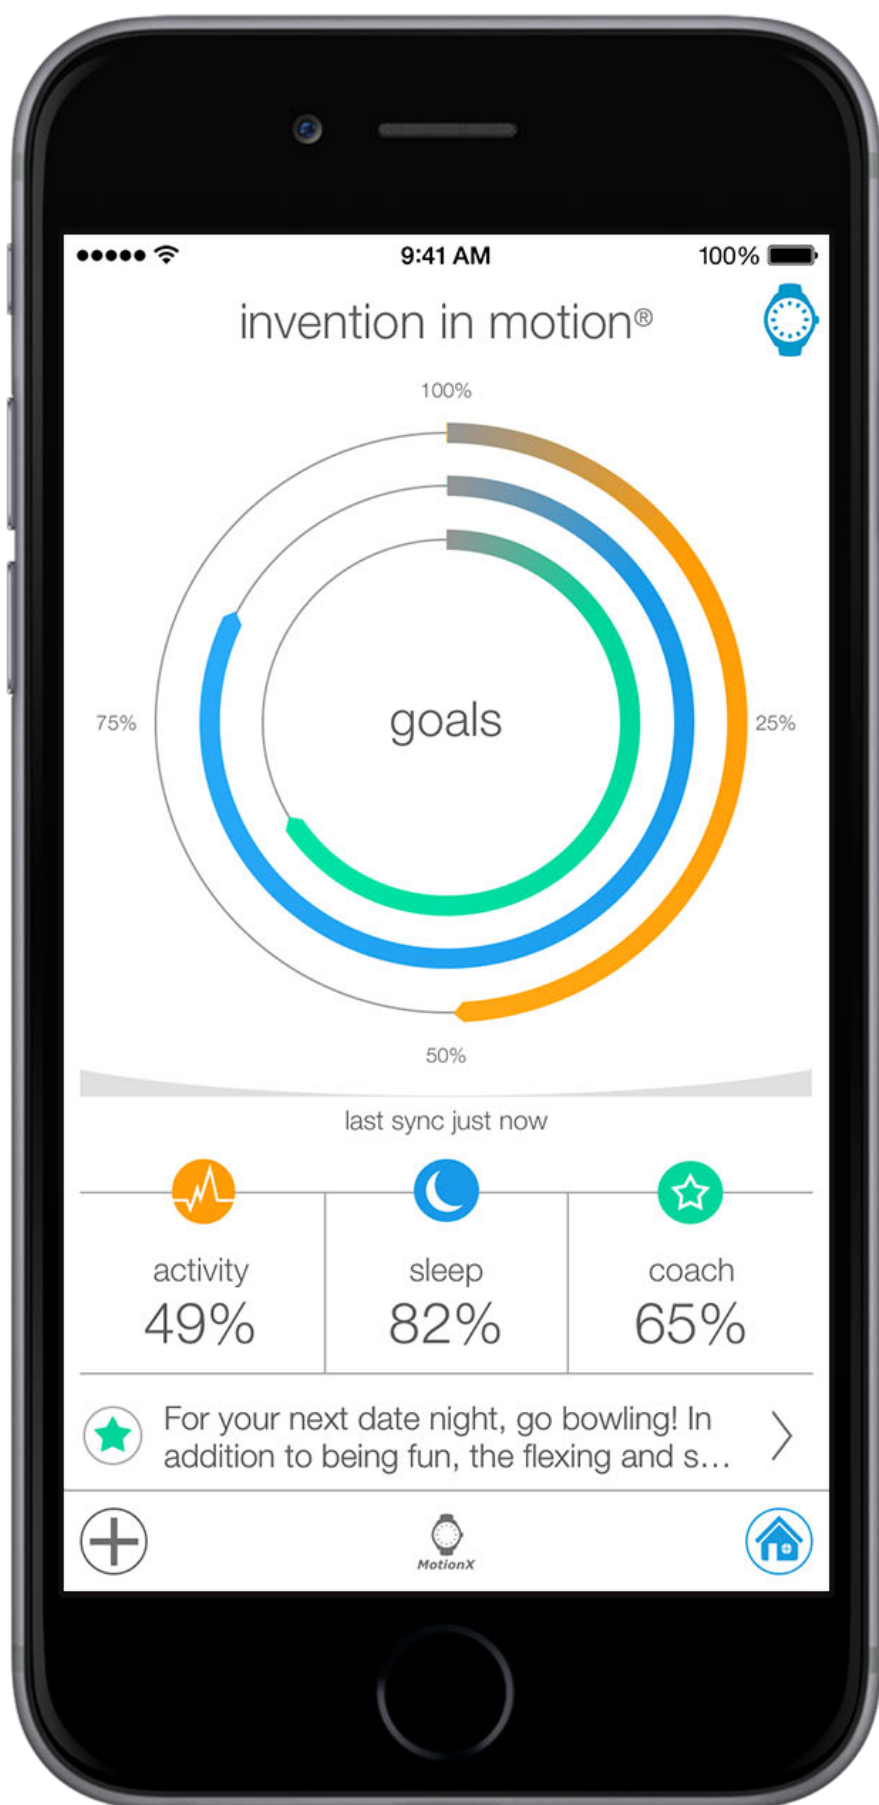 9:41 AM
100%
invention in motion®
100%
75%
goals
25%
50%
last sync just now
activity
sleep
coach
49%
82%
65%
For your next date night, go bowling! In
addition to being fun, the flexing and s...
MotionX